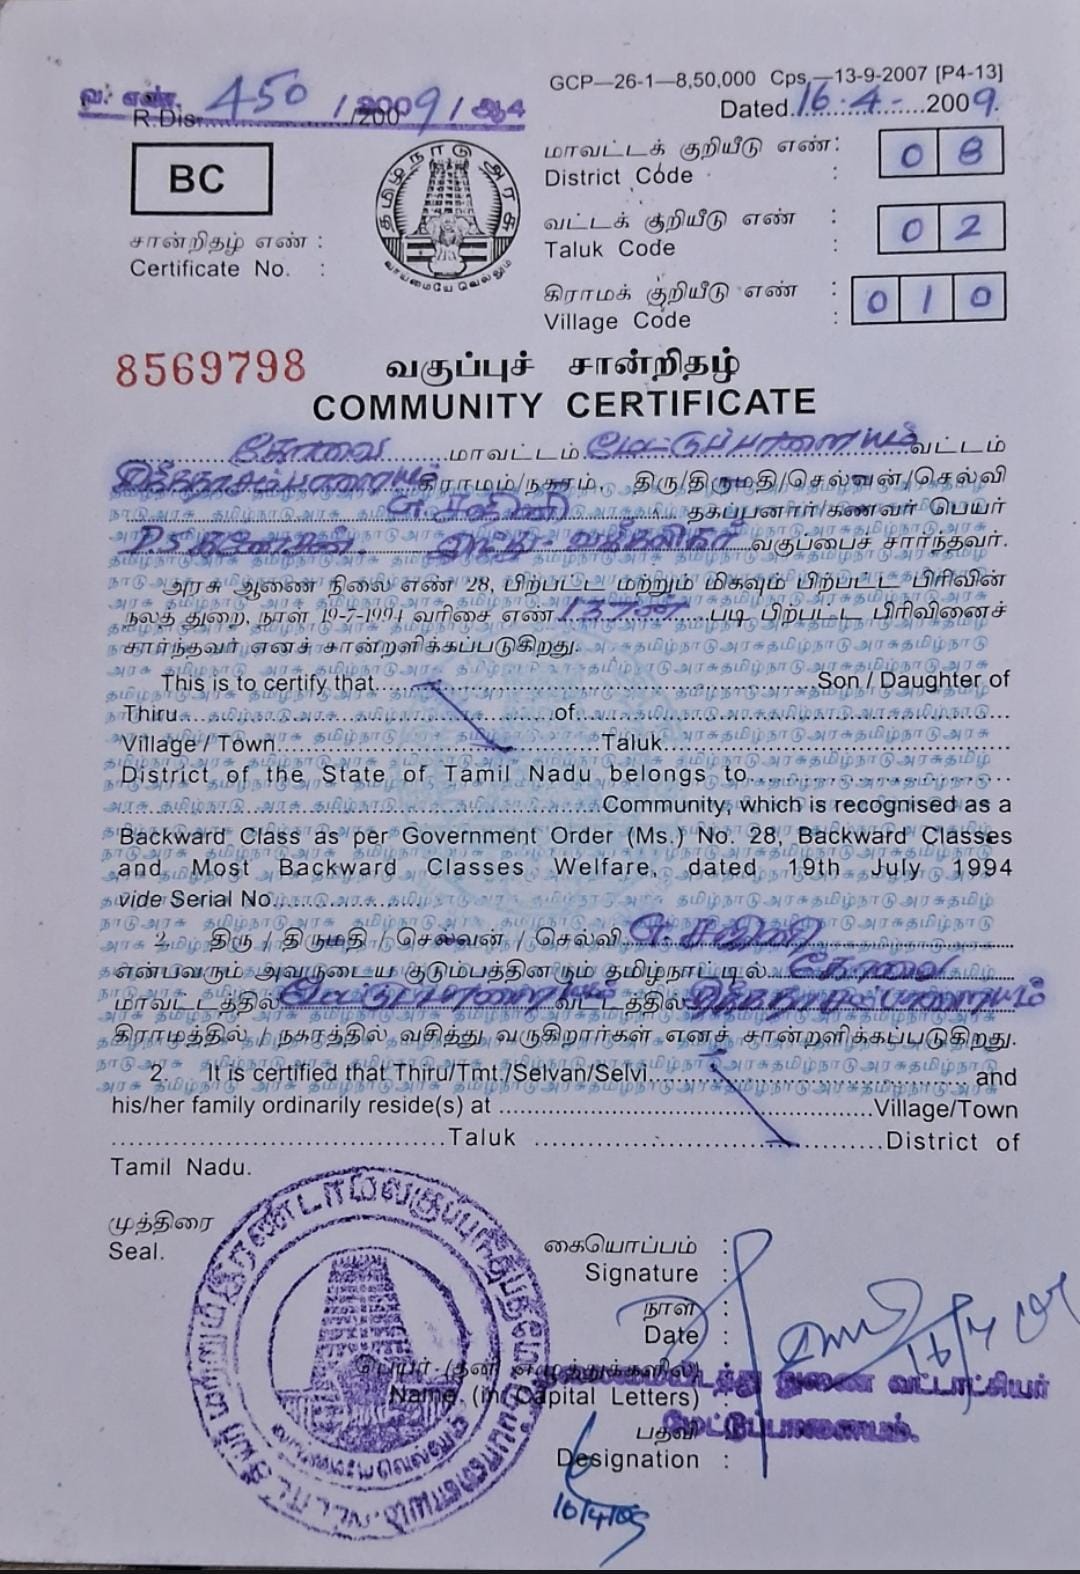 GCP—26-1—8,50,000 Cps.—13-9-2007 [P4-13]
வ. எண். 450 / 2009 / ஆ4
R.Dis....................../200
Dated 16.4.- 2009.
BC
தமிழ்நாடு அரசு
வாய்மையே வெல்லும்
மாவட்டக் குறியீடு எண் : 0 8
District Code :
வட்டக் குறியீடு எண் : 0 2
Taluk Code :
சான்றிதழ் எண் :
Certificate No. :
கிராமக் குறியீடு எண் : 0 1 0
Village Code :
8569798
வகுப்புச் சான்றிதழ்
COMMUNITY CERTIFICATE
கோவை மாவட்டம் மேட்டுப்பாளையம் வட்டம்
கிராமம்/நகரம், திரு/திருமதி/செல்வன்/செல்வி
தகப்பனார்/கணவர் பெயர்
வகுப்பைச் சார்ந்தவர்.
அரசு ஆணை நிலை எண் 28, பிற்பட்ட மற்றும் மிகவும் பிற்பட்ட பிரிவின்
நலத் துறை, நாள் 19-7-1994 வரிசை எண் 137ன் படி பிற்பட்ட பிரிவினைச்
சார்ந்தவர் எனச் சான்றளிக்கப்படுகிறது.
This is to certify that....................Son / Daughter of
Thiru....................of....................
Village / Town....................Taluk....................
District of the State of Tamil Nadu belongs to....................
....................Community, which is recognised as a
Backward Class as per Government Order (Ms.) No. 28, Backward Classes
and Most Backward Classes Welfare, dated 19th July 1994
vide Serial No....................
2. திரு / திருமதி / செல்வன் / செல்வி
என்பவரும் அவருடைய குடும்பத்தினரும் தமிழ்நாட்டில் கோவை
மாவட்டத்தில் மேட்டுப்பாளையம் வட்டத்தில்
கிராமத்தில் / நகரத்தில் வசித்து வருகிறார்கள் எனச் சான்றளிக்கப்படுகிறது.
2. It is certified that Thiru/Tmt./Selvan/Selvi....................and
his/her family ordinarily reside(s) at ....................Village/Town
....................Taluk ....................District of
Tamil Nadu.
முத்திரை
Seal.
கையொப்பம் :
Signature :
நாள் :
Date :
16/4/09
பெயர் (தனி எழுத்துக்களில்) :
Name (in Capital Letters) :
துணை வட்டாட்சியர்
மேட்டுப்பாளையம்.
பதவி :
Designation :
16/4/09